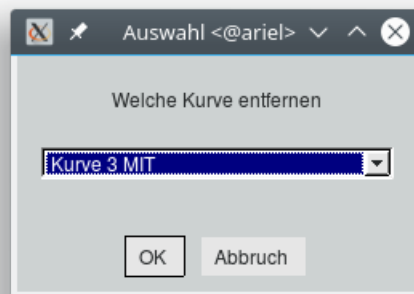 Auswahl <@ariel>
Welche Kurve entfernen
Kurve 3 MIT
OK
Abbruch